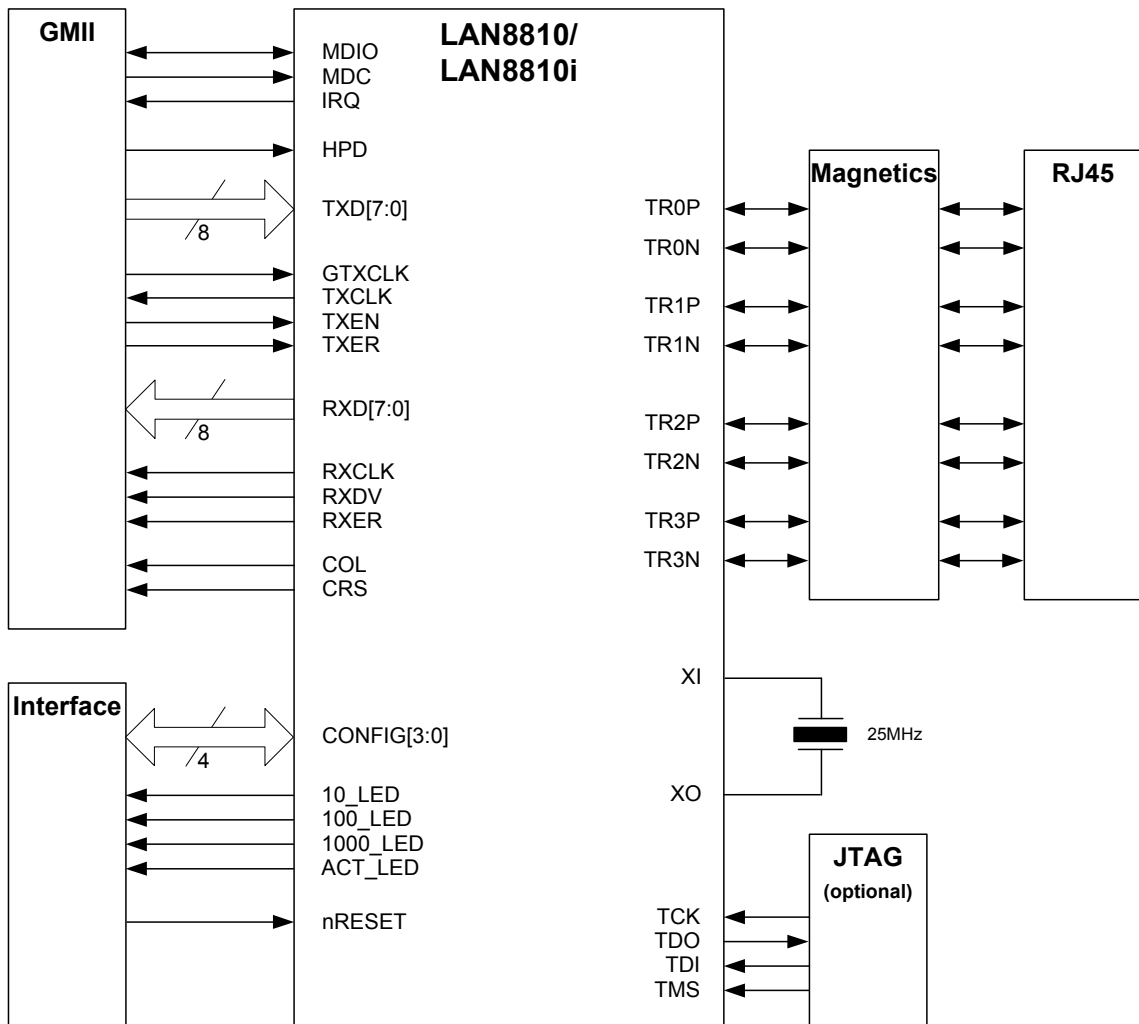 GMII
LAN8810/
LAN8810i
MDIO
MDC
IRQ
HPD
TXD[7:0]
8
GTXCLK
TXCLK
TXEN
TXER
RXD[7:0]
8
RXCLK
RXDV
RXER
COL
CRS
Magnetics
RJ45
TR0P
TR0N
TR1P
TR1N
TR2P
TR2N
TR3P
TR3N
Interface
CONFIG[3:0]
4
10_LED
100_LED
1000_LED
ACT_LED
nRESET
XI
25MHz
XO
JTAG
(optional)
TCK
TDO
TDI
TMS